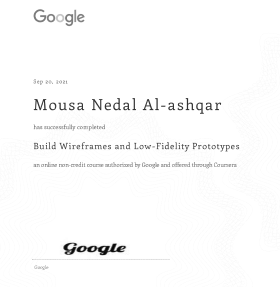 Google
Sep 20, 2021
Mousa Nedal Al-ashqar
has successfully completed
Build Wireframes and Low-Fidelity Prototypes
an online non-credit course authorized by Google and offered through Coursera
Google
Google